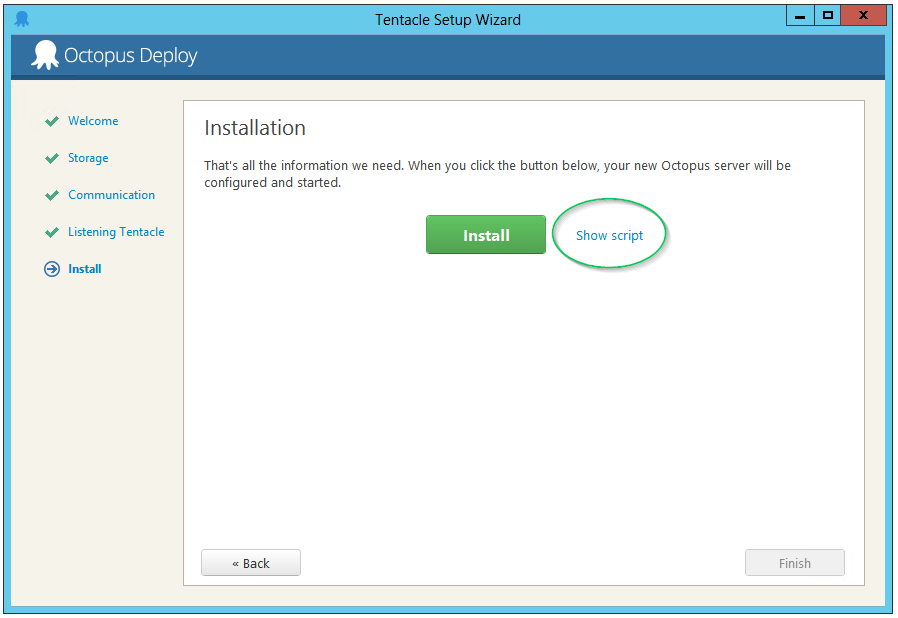 Tentacle Setup Wizard
Octopus Deploy
Welcome
Storage
Communication
Listening Tentacle
Install
Installation
That's all the information we need. When you click the button below, your new Octopus server will be
configured and started.
Install
Show script
« Back
Finish